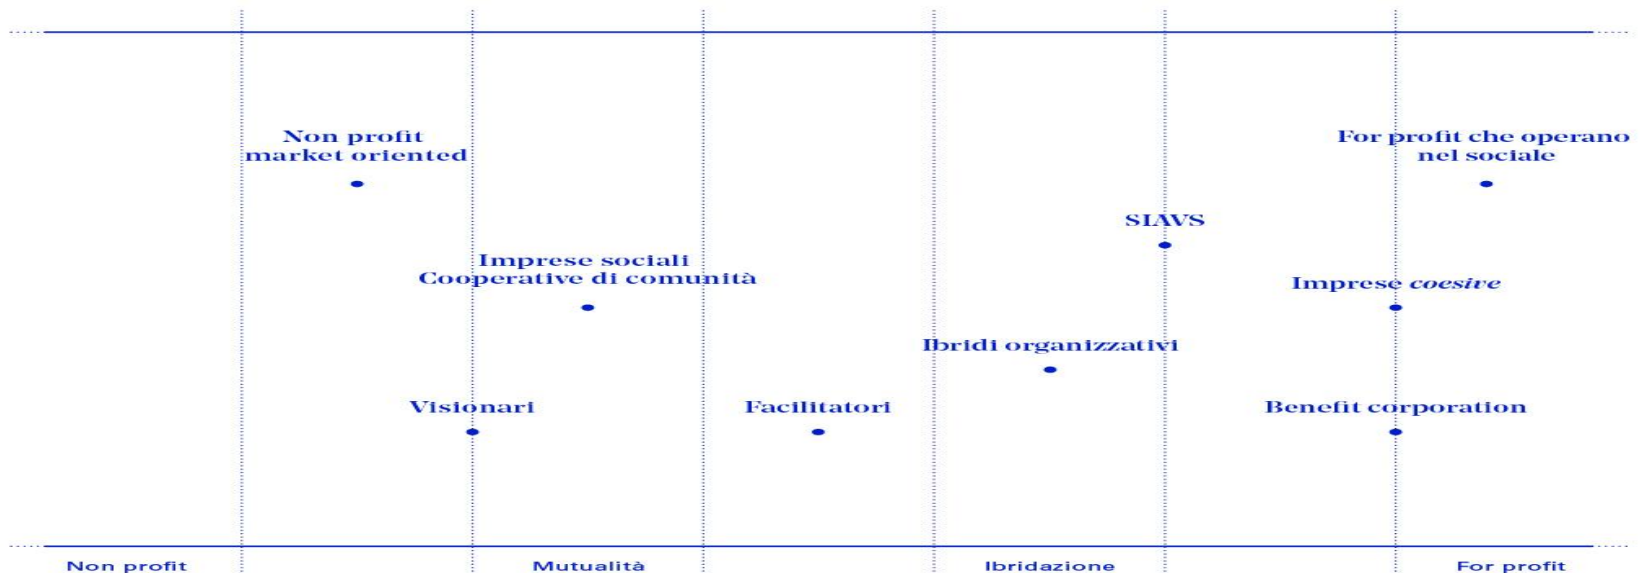 Non profit
market oriented
For profit che operano
nel sociale
SIAVS
Imprese sociali
Cooperative di comunità
Imprese coesive
Ibridi organizzativi
Visionari
Facilitatori
Benefit corporation
Non profit
Mutualità
Ibridazione
For profit